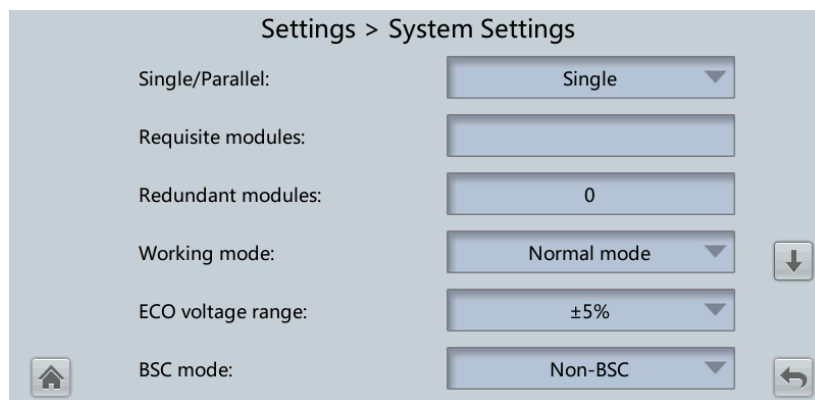 Settings > System Settings
Single/Parallel: Single
Requisite modules:
Redundant modules: 0
Working mode: Normal mode
ECO voltage range: ±5%
BSC mode: Non-BSC